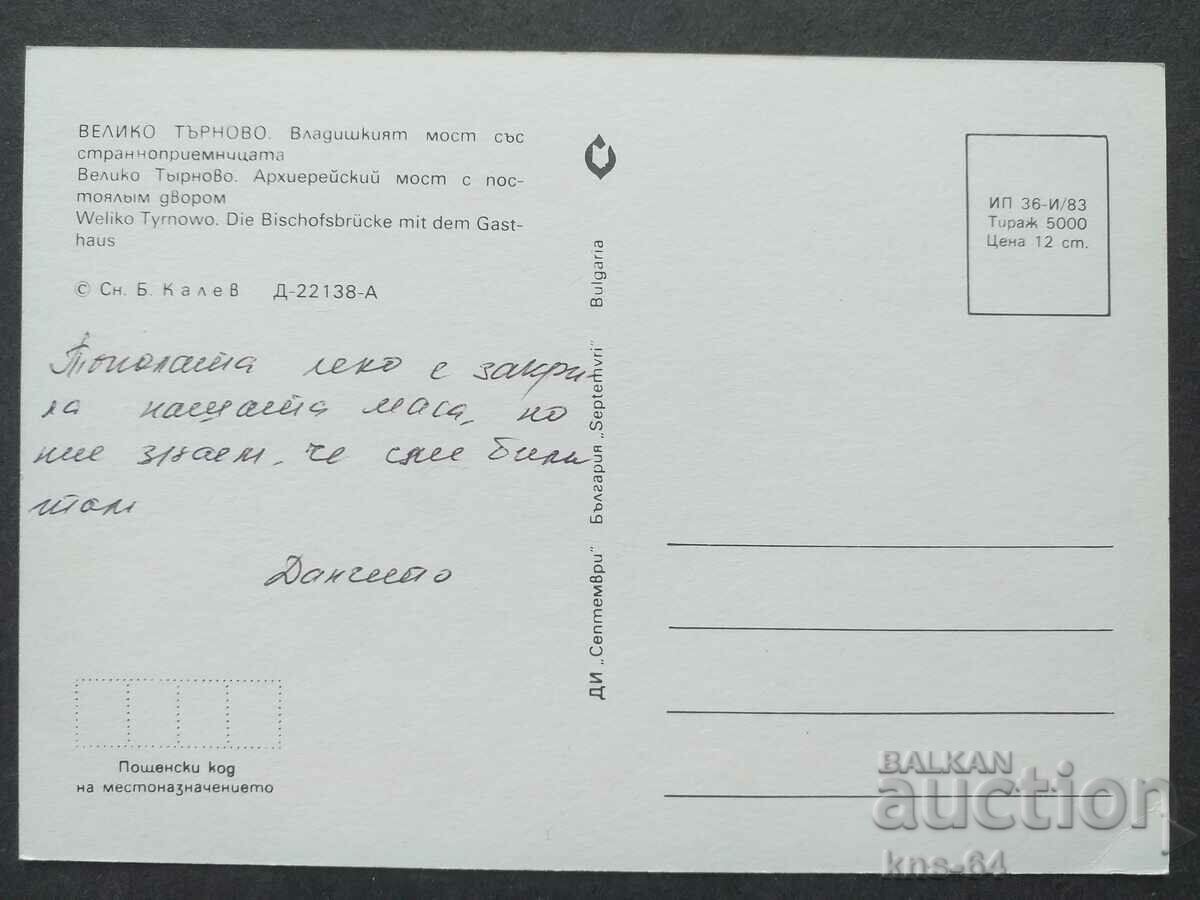 ВЕЛИКО ТЪРНОВО. Владишкият мост със
странноприемницата
Велико Тырново. Архиерейский мост с пос-
тоялым двором
Weliko Tyrnowo. Die Bischofsbrücke mit dem Gast-
haus
© Сн. Б. Калев Д-22138-А
Тополата леко е закри-
ла нашата маса, но
ние знаем, че сме били
там
Данчето
Пощенски код
на местоназначението
ДИ „Септември" България „Septemvri" Bulgaria
ИП 36-И/83
Тираж 5000
Цена 12 ст.
BALKAN
auction
kns-64